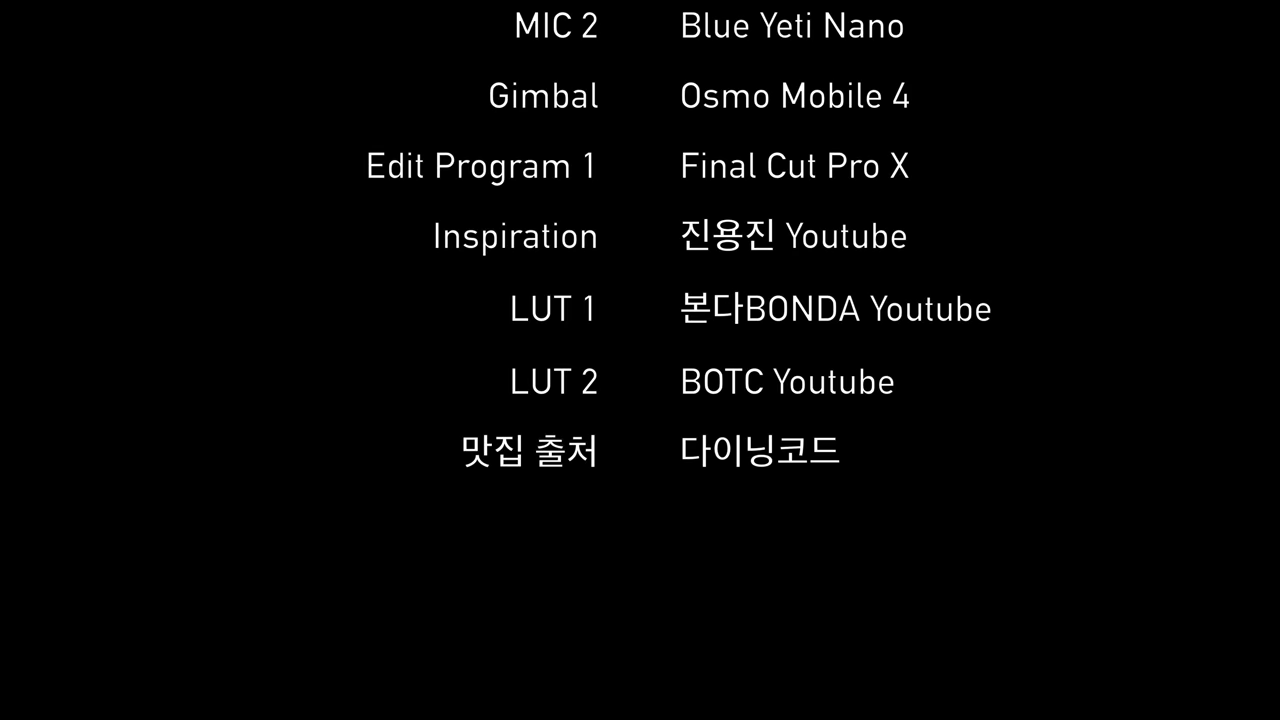 MIC 2 Blue Yeti Nano
Gimbal Osmo Mobile 4
Edit Program 1 Final Cut Pro X
Inspiration 진용진 Youtube
LUT 1 본다BONDA Youtube
LUT 2 BOTC Youtube
맛집 출처 다이닝코드